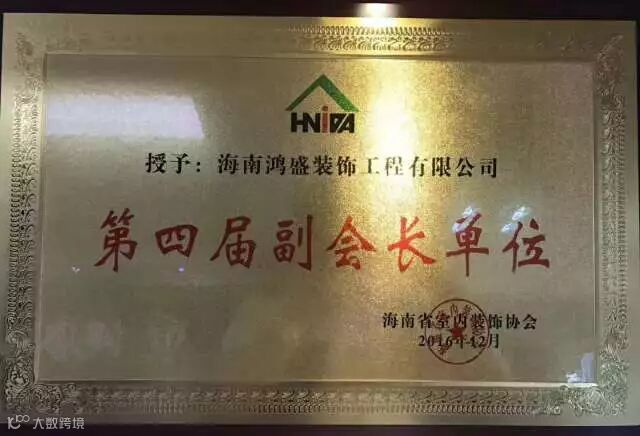 HNIDA
授予：海南鸿盛装饰工程有限公司
第四届副会长单位
海南省室内装饰协会
2016年12月
大数跨境